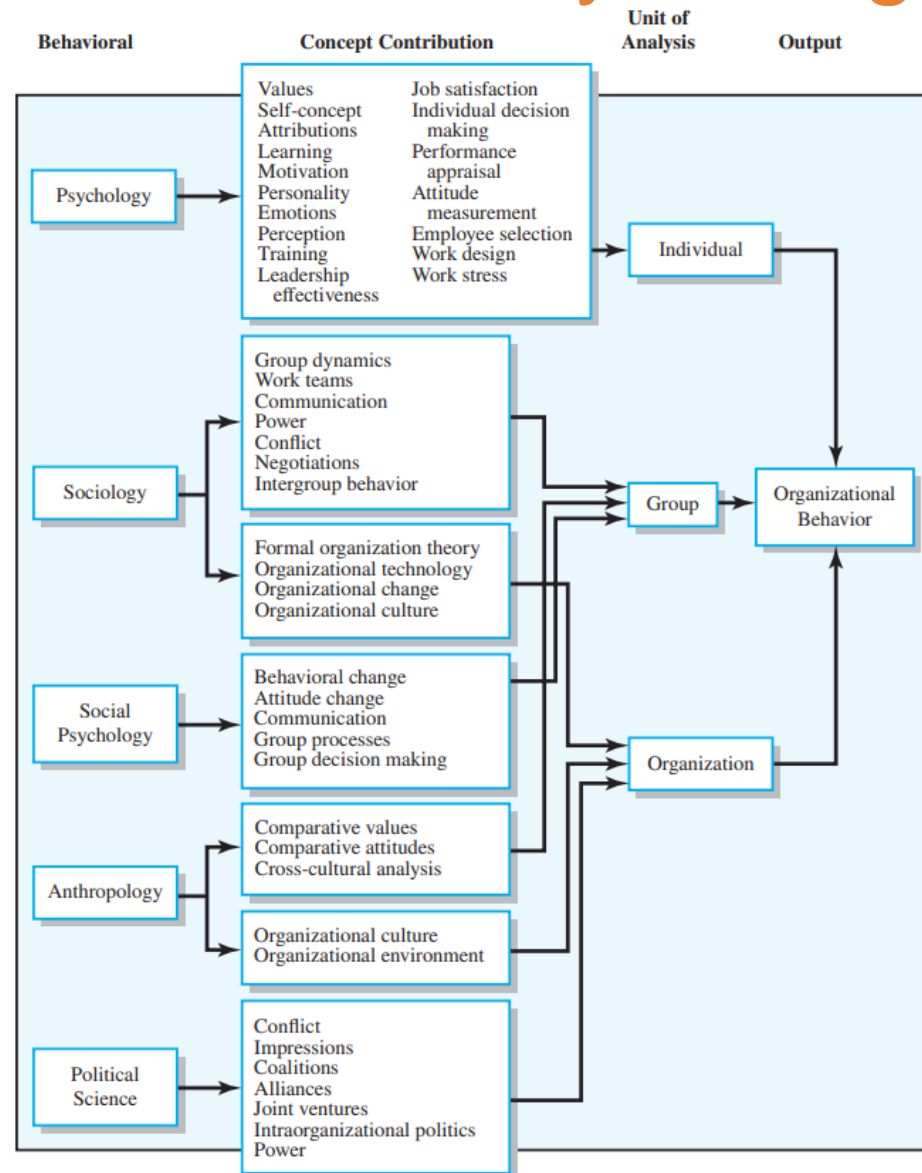 Behavioral
Concept Contribution
Unit of
Analysis
Output
Psychology
Values
Self-concept
Attributions
Learning
Motivation
Personality
Emotions
Perception
Training
Leadership
effectiveness
Job satisfaction
Individual decision
making
Performance
appraisal
Attitude
measurement
Employee selection
Work design
Work stress
Individual
Sociology
Group dynamics
Work teams
Communication
Power
Conflict
Negotiations
Intergroup behavior
Formal organization theory
Organizational technology
Organizational change
Organizational culture
Group
Organizational
Behavior
Social
Psychology
Behavioral change
Attitude change
Communication
Group processes
Group decision making
Organization
Anthropology
Comparative values
Comparative attitudes
Cross-cultural analysis
Organizational culture
Organizational environment
Political
Science
Conflict
Impressions
Coalitions
Alliances
Joint ventures
Intraorganizational politics
Power